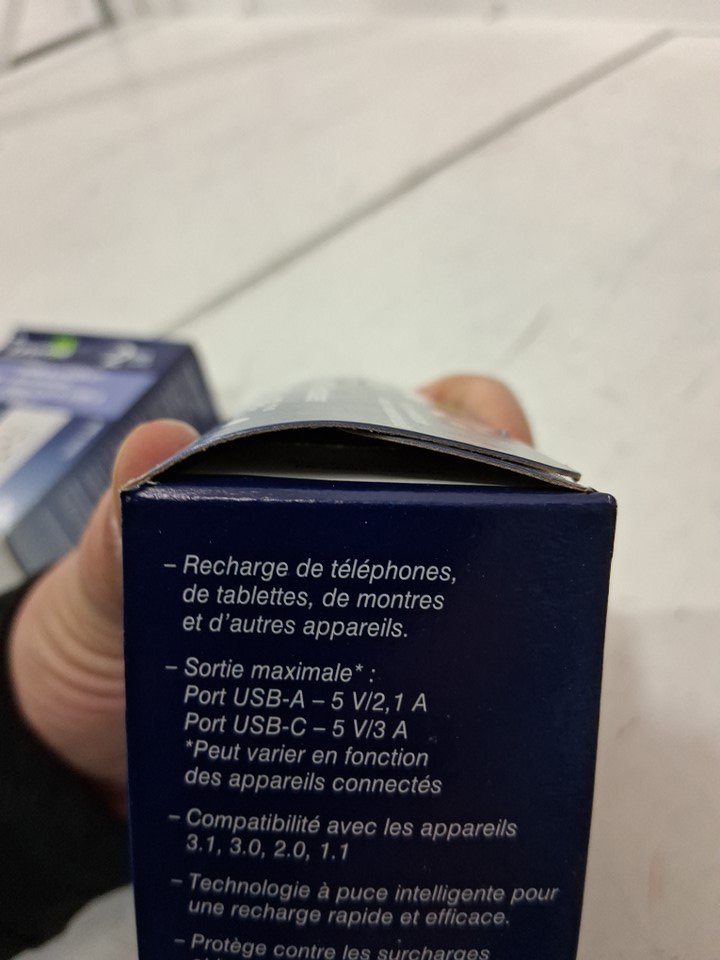 – Recharge de téléphones,
de tablettes, de montres
et d'autres appareils.
– Sortie maximale* :
Port USB-A – 5 V/2,1 A
Port USB-C – 5 V/3 A
*Peut varier en fonction
des appareils connectés
– Compatibilité avec les appareils
3.1, 3.0, 2.0, 1.1
– Technologie à puce intelligente pour
une recharge rapide et efficace.
– Protège contre les surcharges